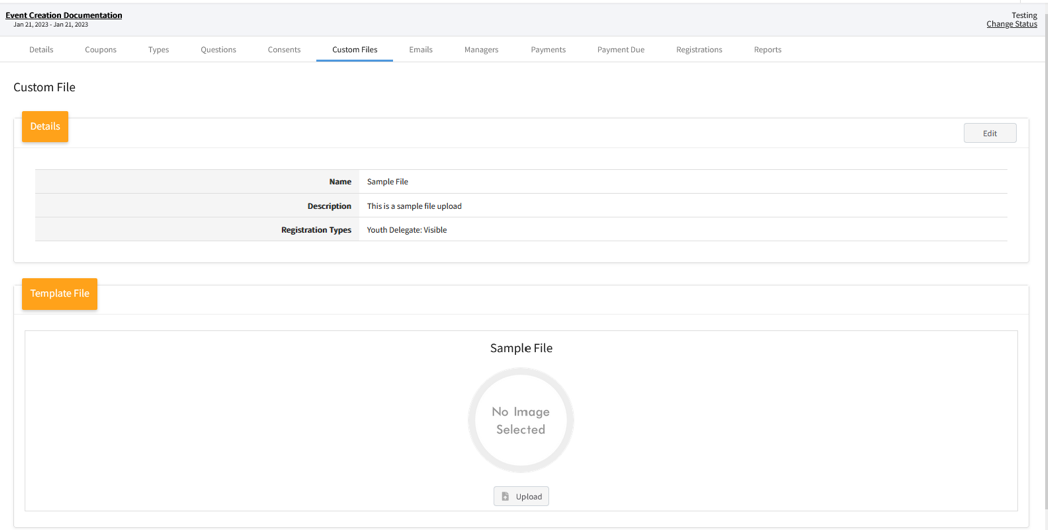 Event Creation Documentation
Jan 21, 2023 - Jan 21, 2023
Testing
Change Status
Details Coupons Types Questions Consents Custom Files Emails Managers Payments Payment Due Registrations Reports
Custom File
Details
Edit
Name Sample File
Description This is a sample file upload
Registration Types Youth Delegate: Visible
Template File
Sample File
No Image
Selected
Upload